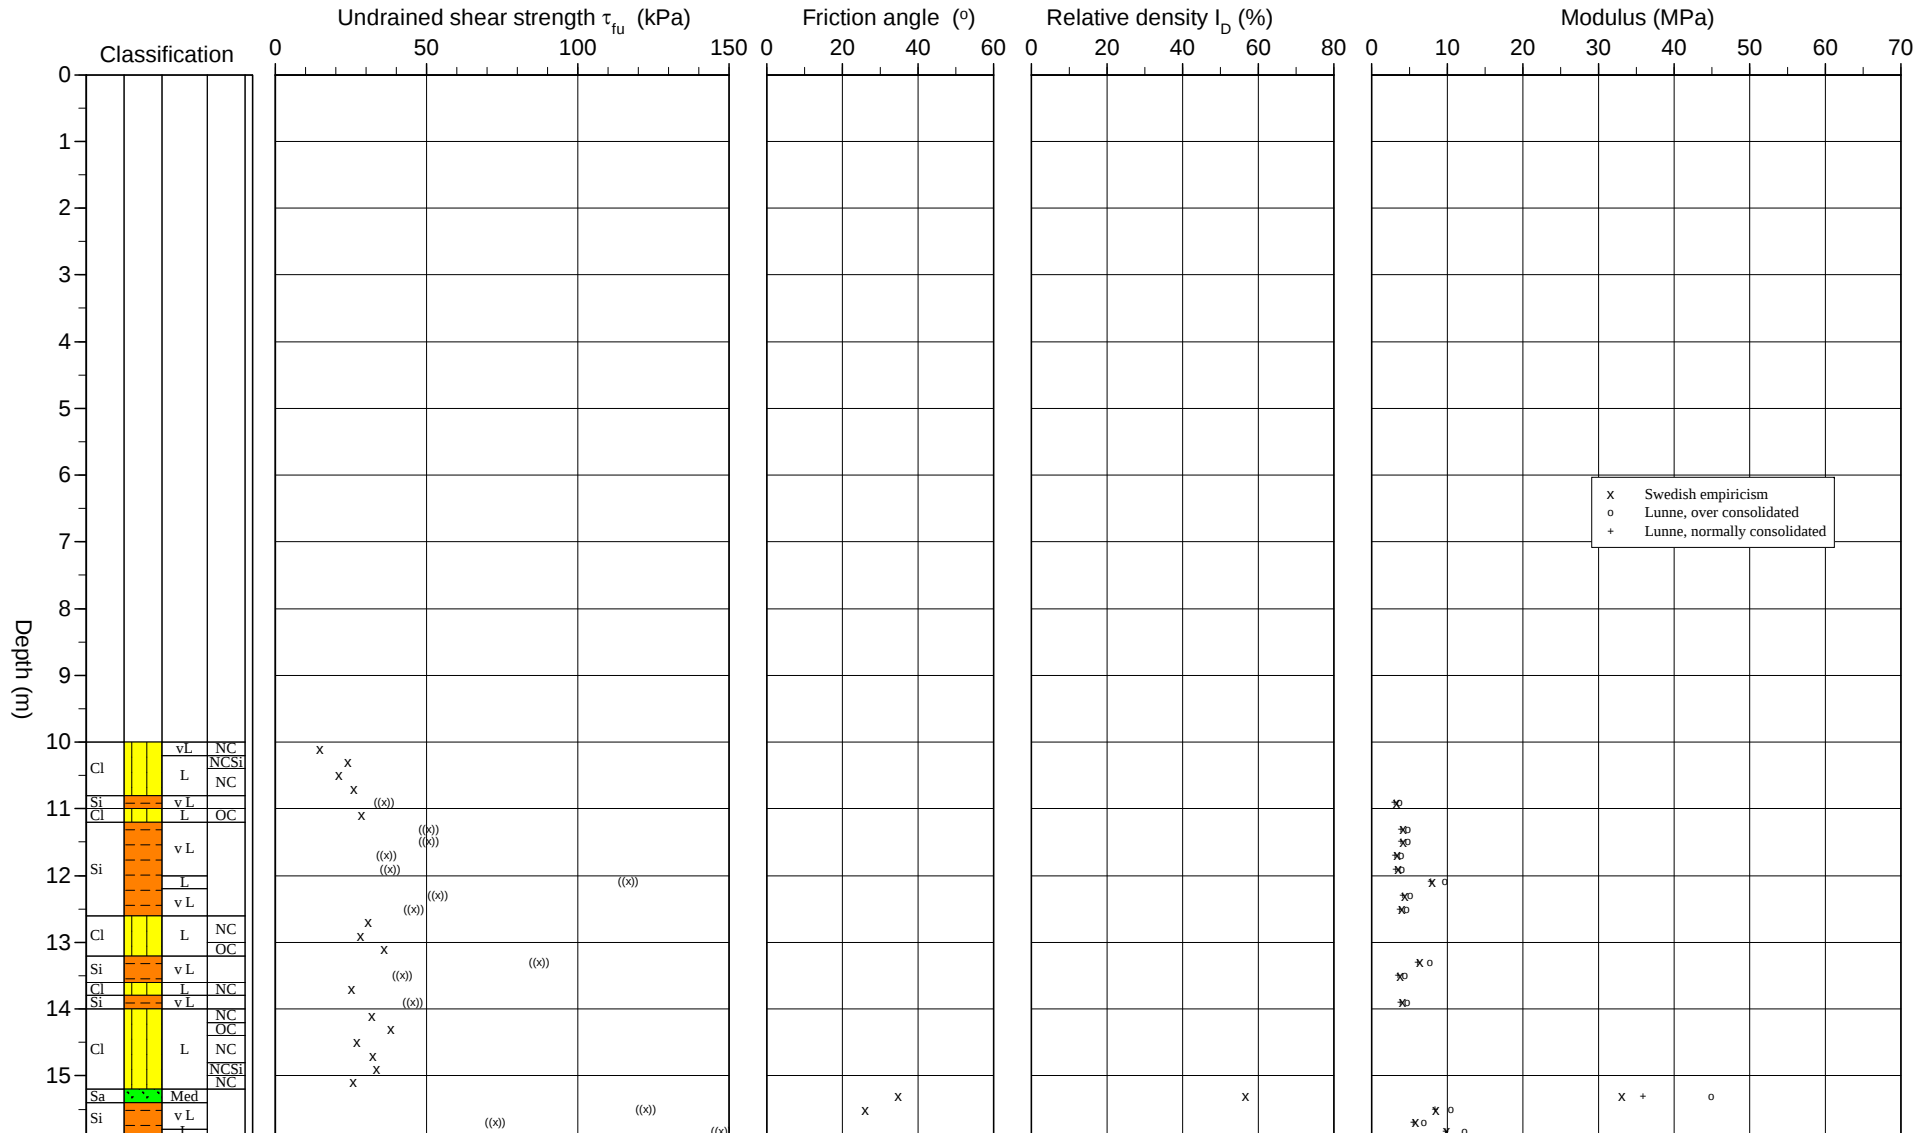 Undrained shear strength τfu (kPa) Friction angle (o) Relative density ID (%) Modulus (MPa)
Classification 0 50 100 150 0 20 40 60 0 20 40 60 80 0 10 20 30 40 50 60 70
0
1
2
3
4
5
6
x Swedish empiricism
o Lunne, over consolidated
+ Lunne, normally consolidated
7
8
Depth (m)
9
10
vL NC
NCSi
Cl L
NC
Si v L
11
Cl L OC
v L
Si
12
L
v L
NC
Cl L
13
OC
Si v L
Cl L NC
Si v L
14
NC
OC
Cl L NC
NCSi
15
NC
Sa Med
Si v L